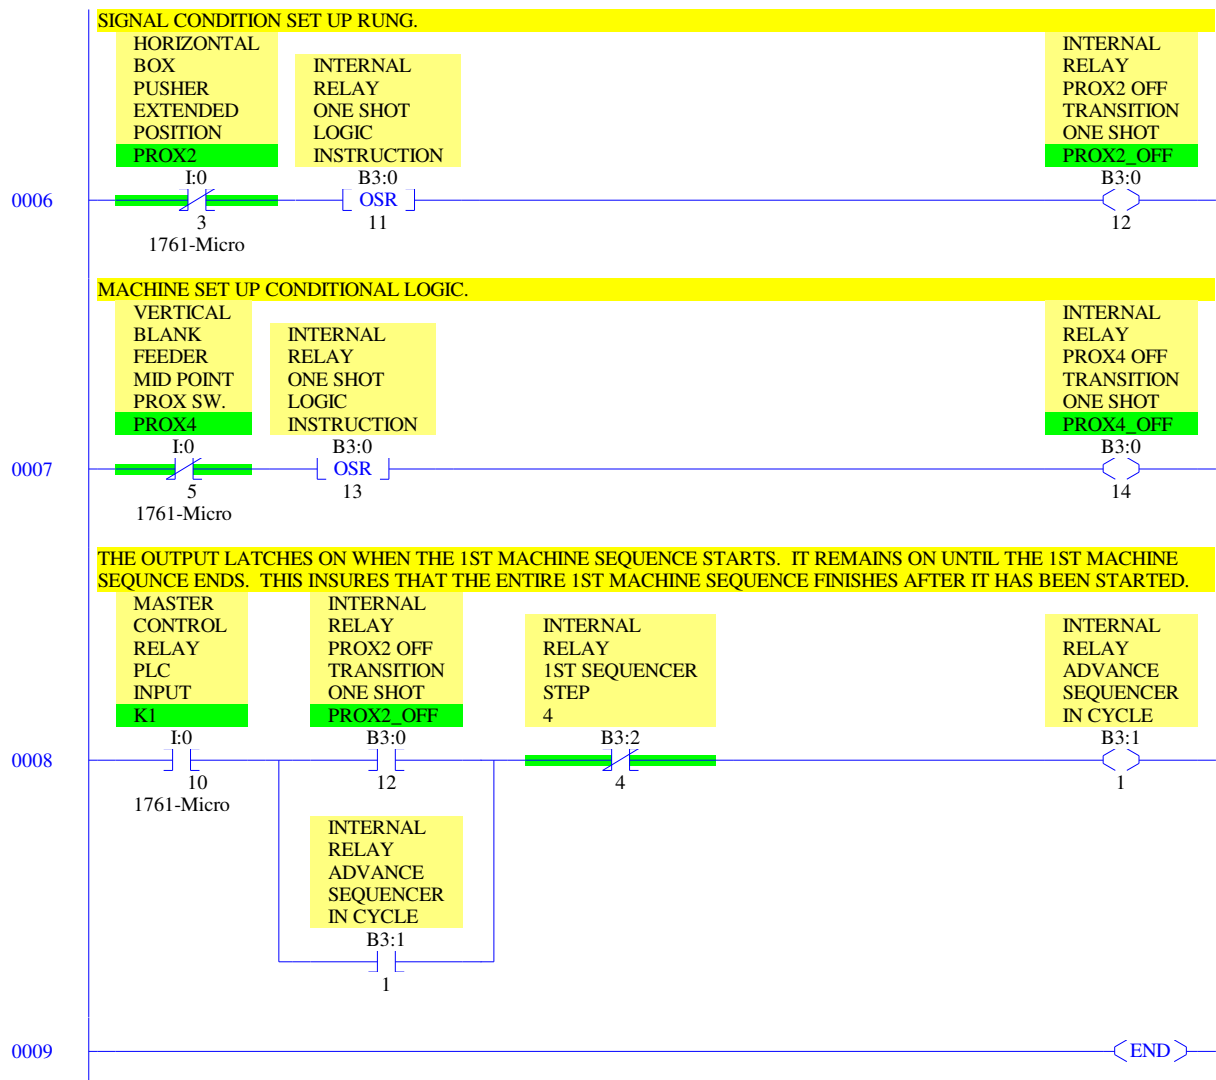 SIGNAL CONDITION SET UP RUNG.
HORIZONTAL
BOX
PUSHER
EXTENDED
POSITION
PROX2
I:0
3
1761-Micro
INTERNAL
RELAY
ONE SHOT
LOGIC
INSTRUCTION
B3:0
OSR
11
INTERNAL
RELAY
PROX2 OFF
TRANSITION
ONE SHOT
PROX2_OFF
B3:0
12
0006
MACHINE SET UP CONDITIONAL LOGIC.
VERTICAL
BLANK
FEEDER
MID POINT
PROX SW.
PROX4
I:0
5
1761-Micro
INTERNAL
RELAY
ONE SHOT
LOGIC
INSTRUCTION
B3:0
OSR
13
INTERNAL
RELAY
PROX4 OFF
TRANSITION
ONE SHOT
PROX4_OFF
B3:0
14
0007
THE OUTPUT LATCHES ON WHEN THE 1ST MACHINE SEQUENCE STARTS. IT REMAINS ON UNTIL THE 1ST MACHINE
SEQUNCE ENDS. THIS INSURES THAT THE ENTIRE 1ST MACHINE SEQUENCE FINISHES AFTER IT HAS BEEN STARTED.
MASTER
CONTROL
RELAY
PLC
INPUT
K1
I:0
10
1761-Micro
INTERNAL
RELAY
PROX2 OFF
TRANSITION
ONE SHOT
PROX2_OFF
B3:0
12
INTERNAL
RELAY
1ST SEQUENCER
STEP
4
B3:2
4
INTERNAL
RELAY
ADVANCE
SEQUENCER
IN CYCLE
B3:1
1
0008
INTERNAL
RELAY
ADVANCE
SEQUENCER
IN CYCLE
B3:1
1
0009
END